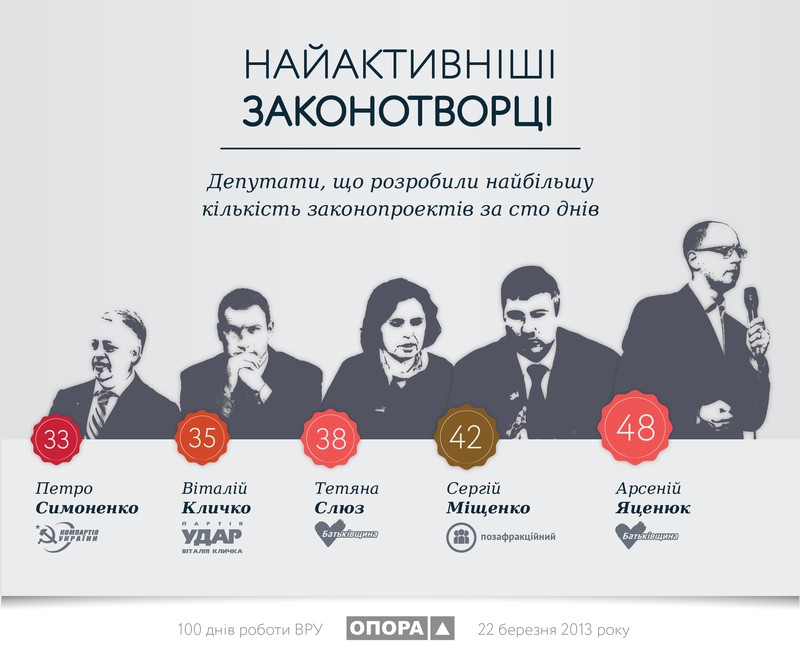 НАЙАКТИВНІШІ
ЗАКОНОТВОРЦІ
Депутати, що розробили найбільшу
кількість законопроектів за сто днів
33
35
38
42
48
Петро
Симоненко
КОМПАРТІЯ
УКРАЇНИ
Віталій
Кличко
ПАРТІЯ
УДАР
ВІТАЛІЯ КЛИЧКА
Тетяна
Слюз
Батьківщина
Сергій
Міщенко
позафракційний
Арсеній
Яценюк
Батьківщина
100 днів роботи ВРУ
ОПОРА
22 березня 2013 року